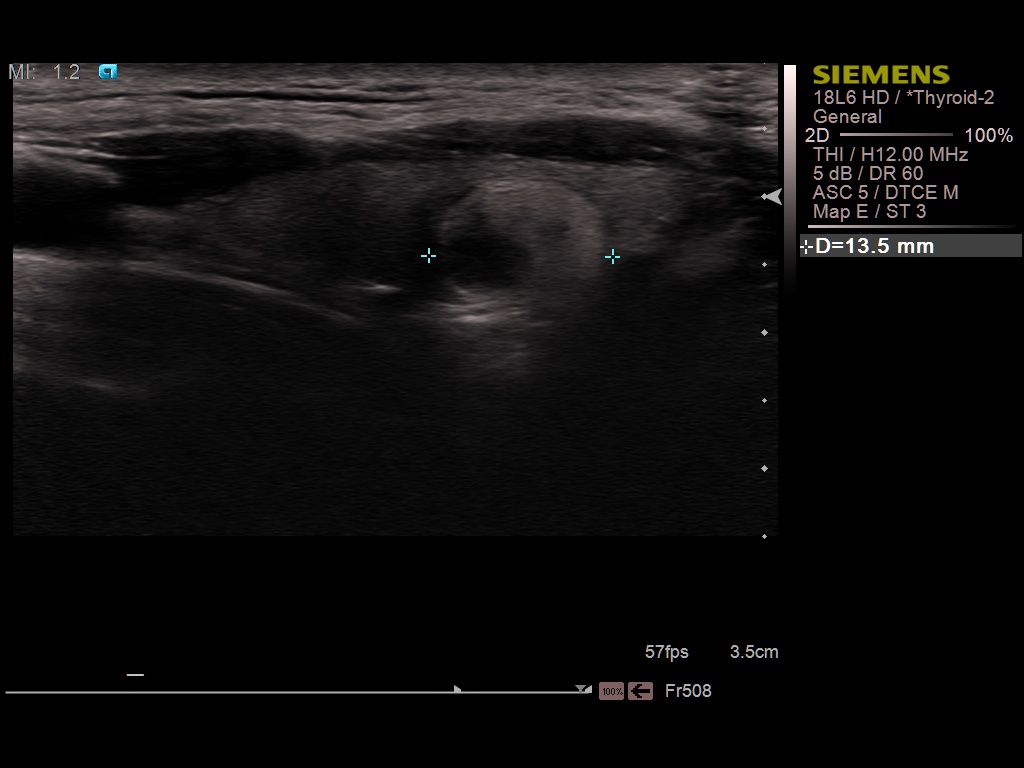 MI: 1.2
SIEMENS
18L6 HD / *Thyroid-2
General
2D 100%
THI / H12.00 MHz
5 dB / DR 60
ASC 5 / DTCE M
Map E / ST 3
D=13.5 mm
57fps 3.5cm
100% Fr508